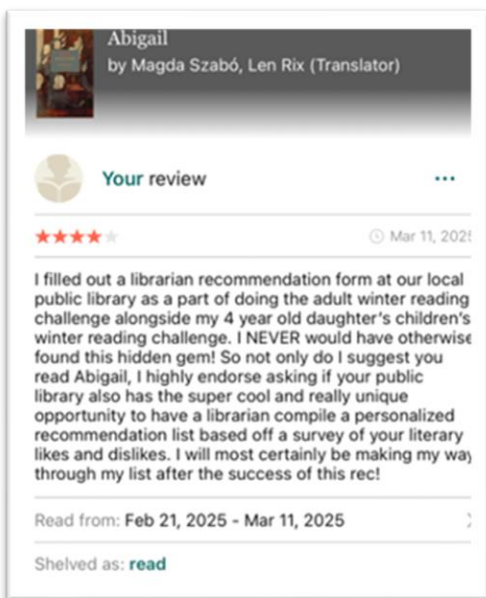 Abigail
by Magda Szabó, Len Rix (Translator)
Your review
Mar 11, 202
I filled out a librarian recommendation form at our local
public library as a part of doing the adult winter reading
challenge alongside my 4 year old daughter's children's
winter reading challenge. I NEVER would have otherwise
found this hidden gem! So not only do I suggest you
read Abigail, I highly endorse asking if your public
library also has the super cool and really unique
opportunity to have a librarian compile a personalized
recommendation list based off a survey of your literary
likes and dislikes. I will most certainly be making my way
through my list after the success of this rec!
Read from: Feb 21, 2025 - Mar 11, 2025
Shelved as: read